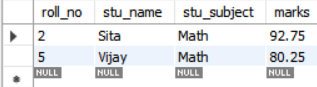 roll_no stu_name stu_subject marks
2 Sita Math 92.75
5 Vijay Math 80.25
NULL NULL NULL NULL